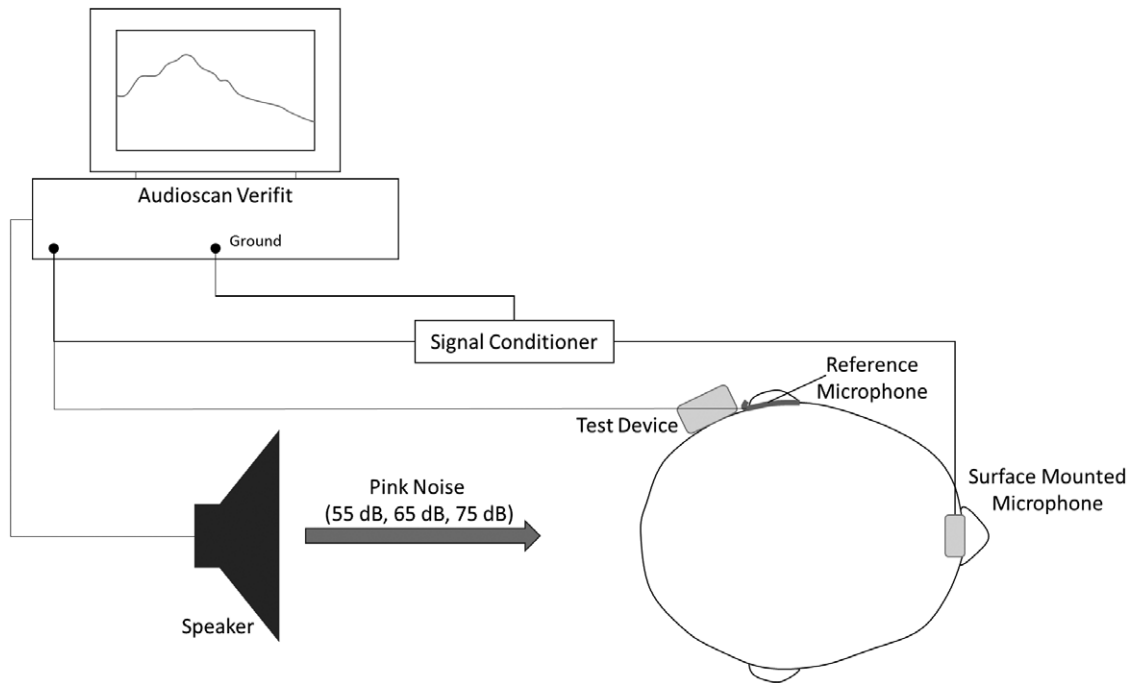 Audioscan Verifit
Ground
Signal Conditioner
Reference
Microphone
Test Device
Surface Mounted
Microphone
Pink Noise
(55 dB, 65 dB, 75 dB)
Speaker